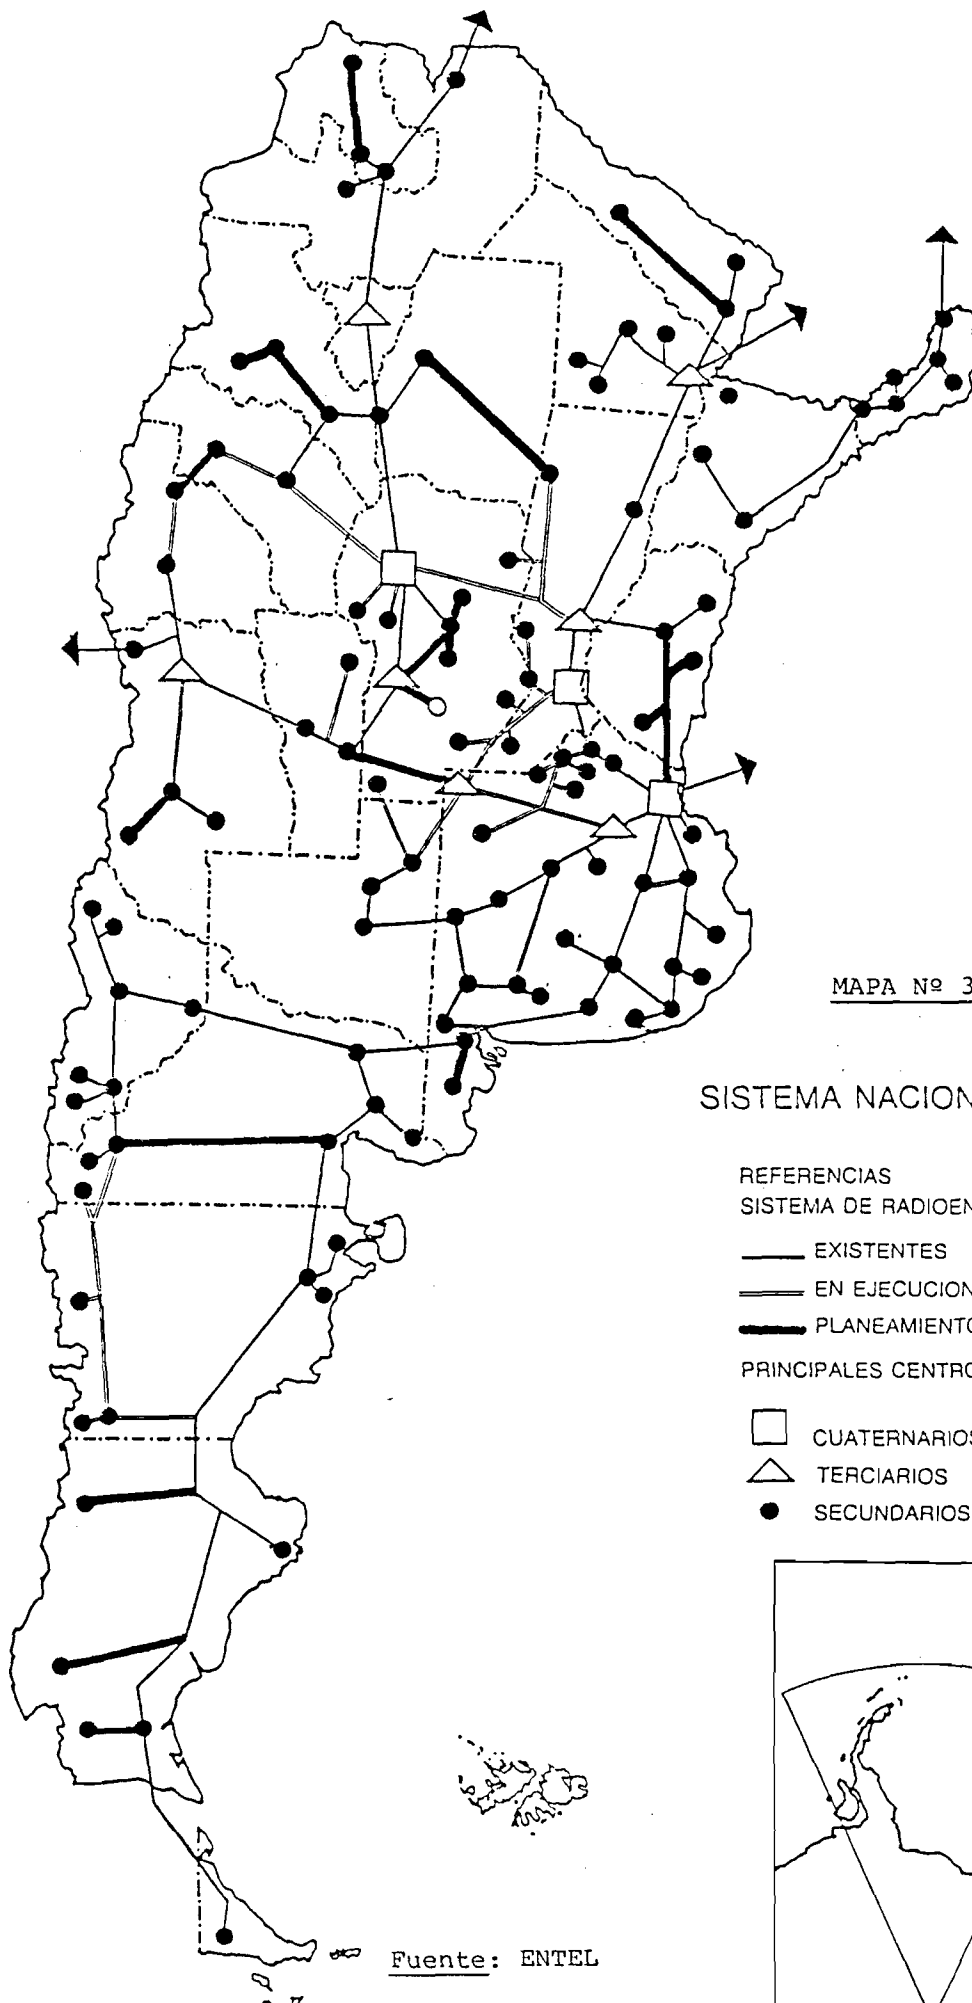 MAPA Nº 3
SISTEMA NACION
REFERENCIAS
SISTEMA DE RADIOEN
EXISTENTES
EN EJECUCION
PLANEAMIENTO
PRINCIPALES CENTRO
CUATERNARIOS
TERCIARIOS
SECUNDARIOS
Fuente: ENTEL